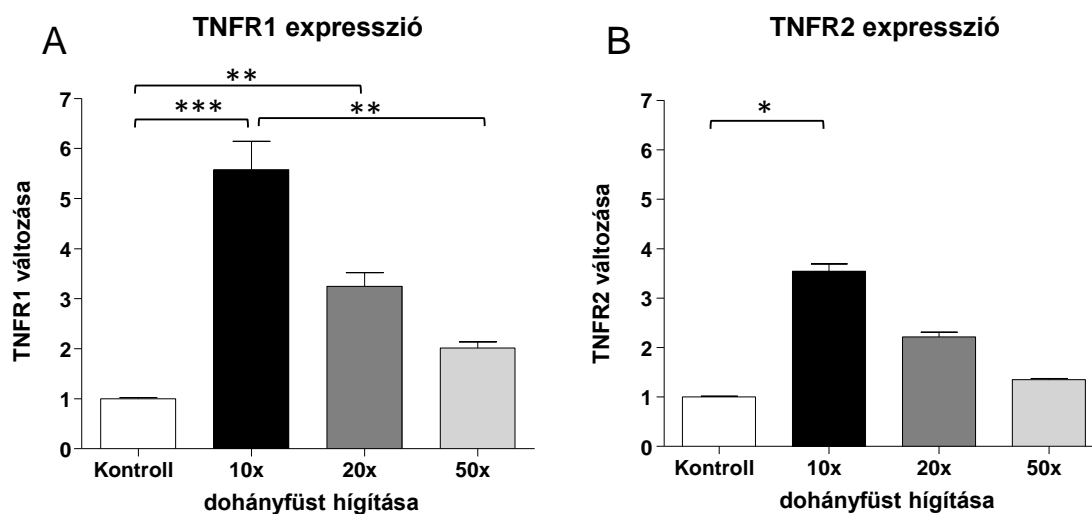 A
TNFR1 expresszió
**
***
**
TNFR1 változása
7
6
5
4
3
2
1
0
Kontroll 10x 20x 50x
dohányfüst hígítása
B
TNFR2 expresszió
*
TNFR2 változása
7
6
5
4
3
2
1
0
Kontroll 10x 20x 50x
dohányfüst hígítása